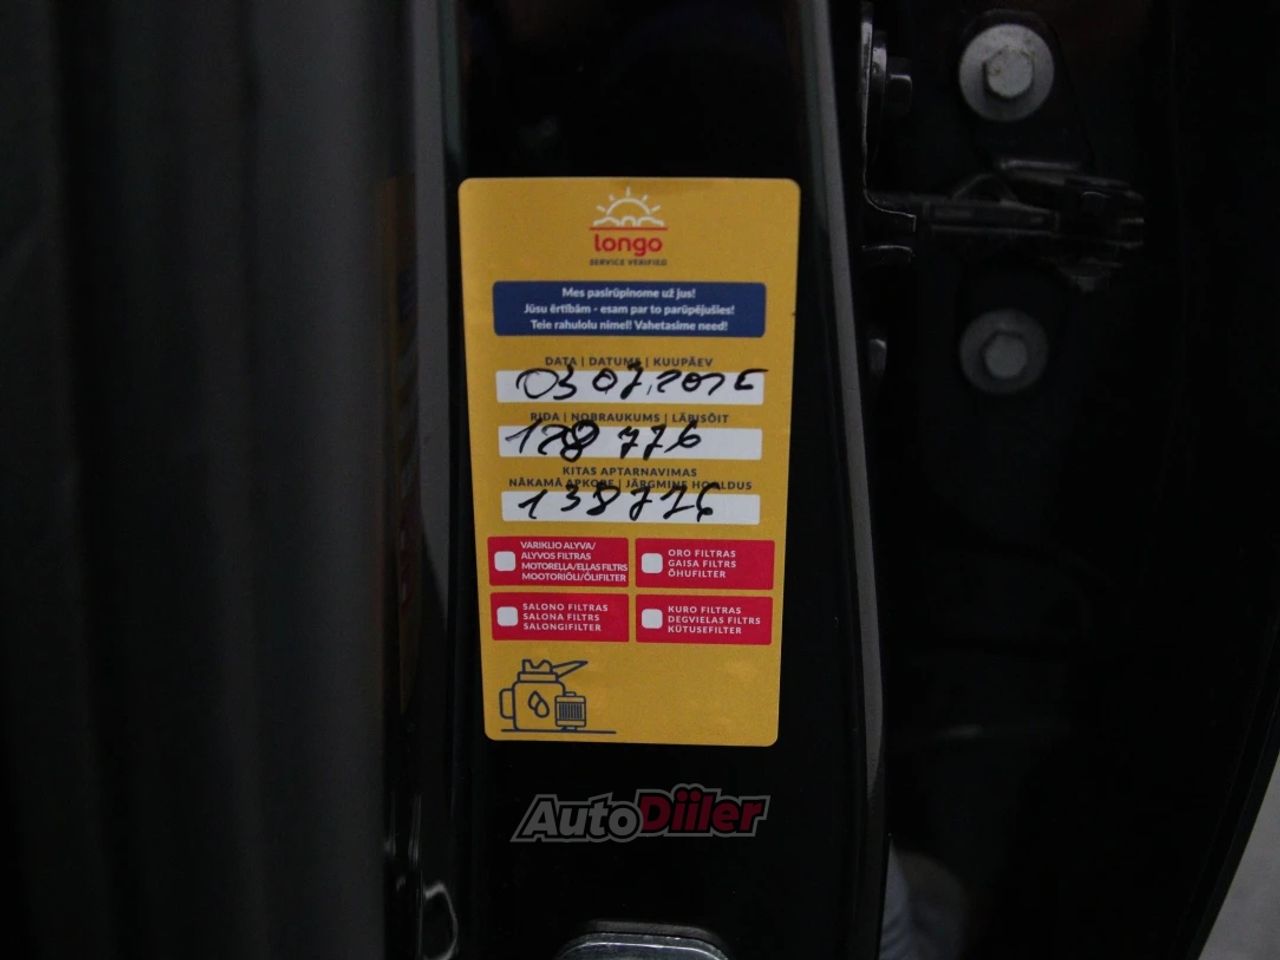 longo
SERVICE VERIFIED
Mes pasirūpinome už jus!
Jūsu ērtībām - esam par to parūpējušies!
Teie rahulolu nimel! Vahetasime need!
DATA | DATUMS | KUUPÄEV
03 07.2025
RIDA | NOBRAUKUMS | LÄBISÕIT
128 776
KITAS APTARNAVIMAS
NĀKAMĀ APKOPE | JÄRGMINE HOOLDUS
138776
VARIKLIO ALYVA/
ALYVOS FILTRAS
MOTOREĻĻA/EĻĻAS FILTRS
MOOTORIÕLI/ÕLIFILTER
ORO FILTRAS
GAISA FILTRS
ÕHUFILTER
SALONO FILTRAS
SALONA FILTRS
SALONGIFILTER
KURO FILTRAS
DEGVIELAS FILTRS
KÜTUSEFILTER
AutoDiiler